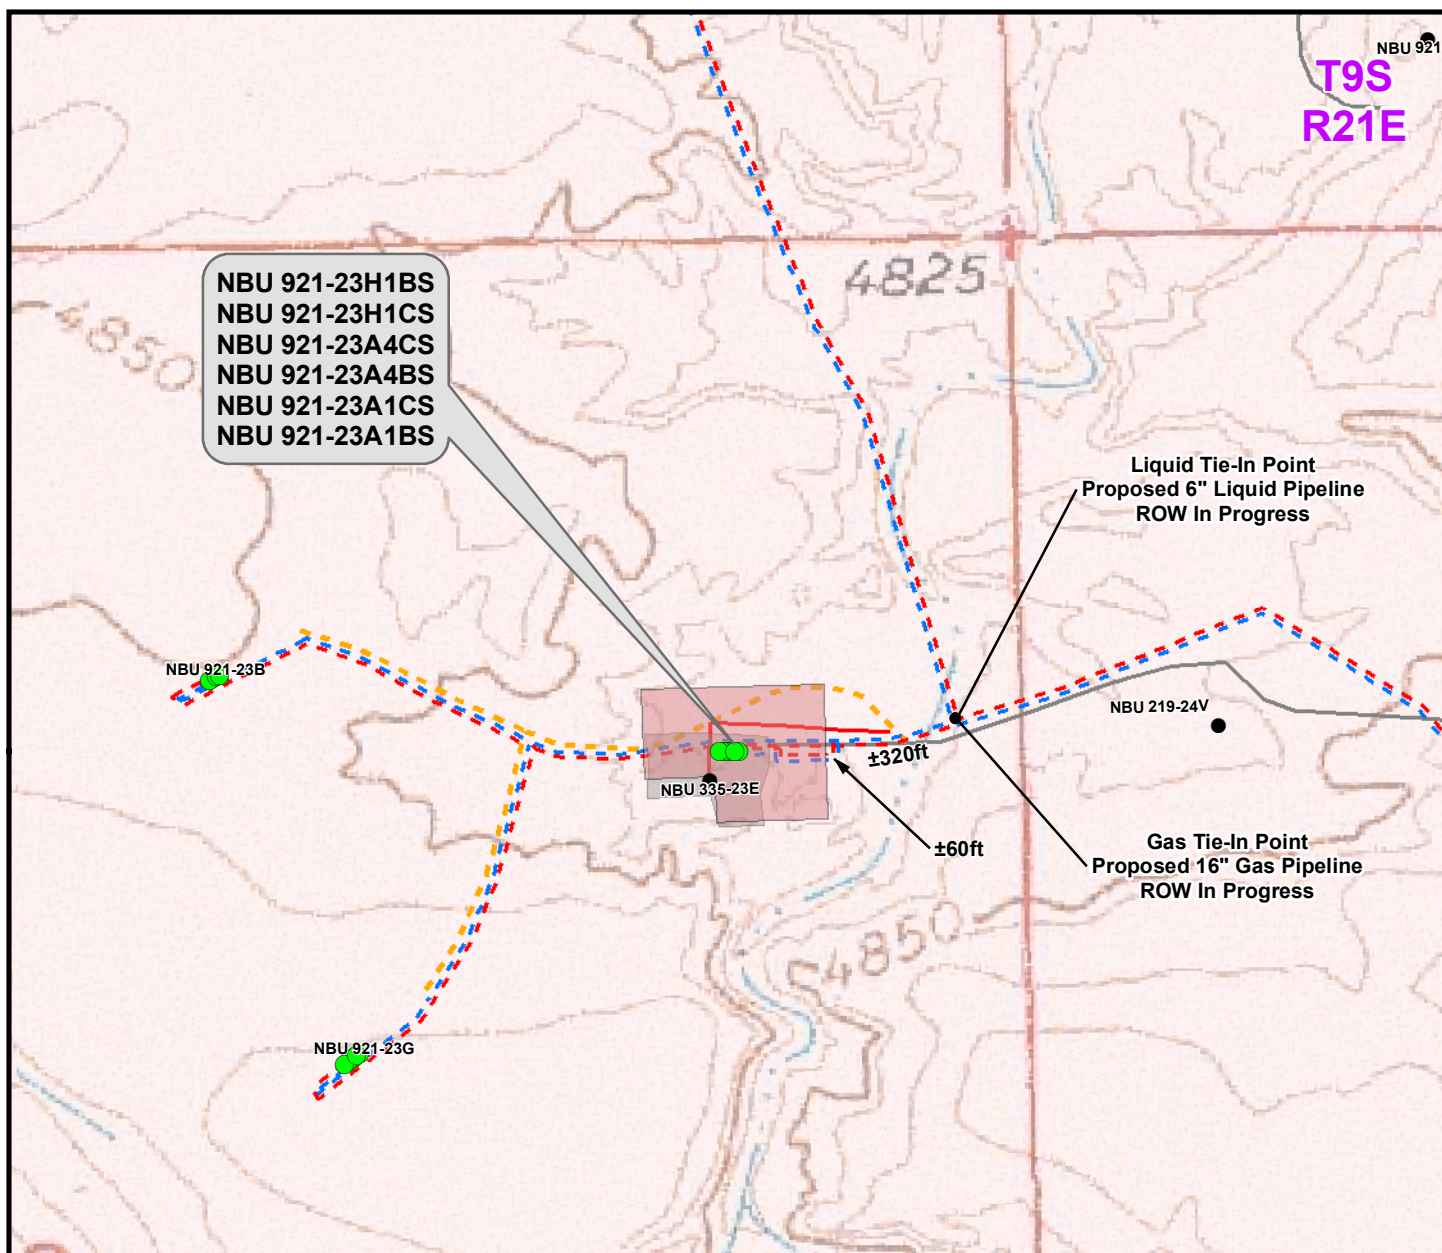 NBU 921
T9S
R21E
4825
NBU 921-23H1BS
NBU 921-23H1CS
NBU 921-23A4CS
NBU 921-23A4BS
NBU 921-23A1CS
NBU 921-23A1BS
4850
Liquid Tie-In Point
Proposed 6" Liquid Pipeline
ROW In Progress
NBU 921-23B
NBU 219-24V
±320ft
NBU 335-23E
±60ft
Gas Tie-In Point
Proposed 16" Gas Pipeline
ROW In Progress
4850
NBU 921-23G